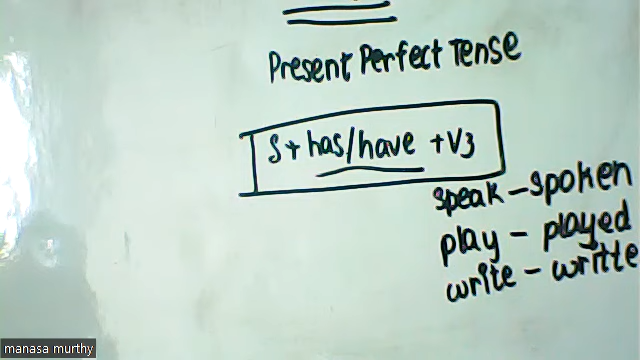 Present Perfect Tense
S+ has/have +V3
speak - spoken
play - played
write - writte
manasa murthy